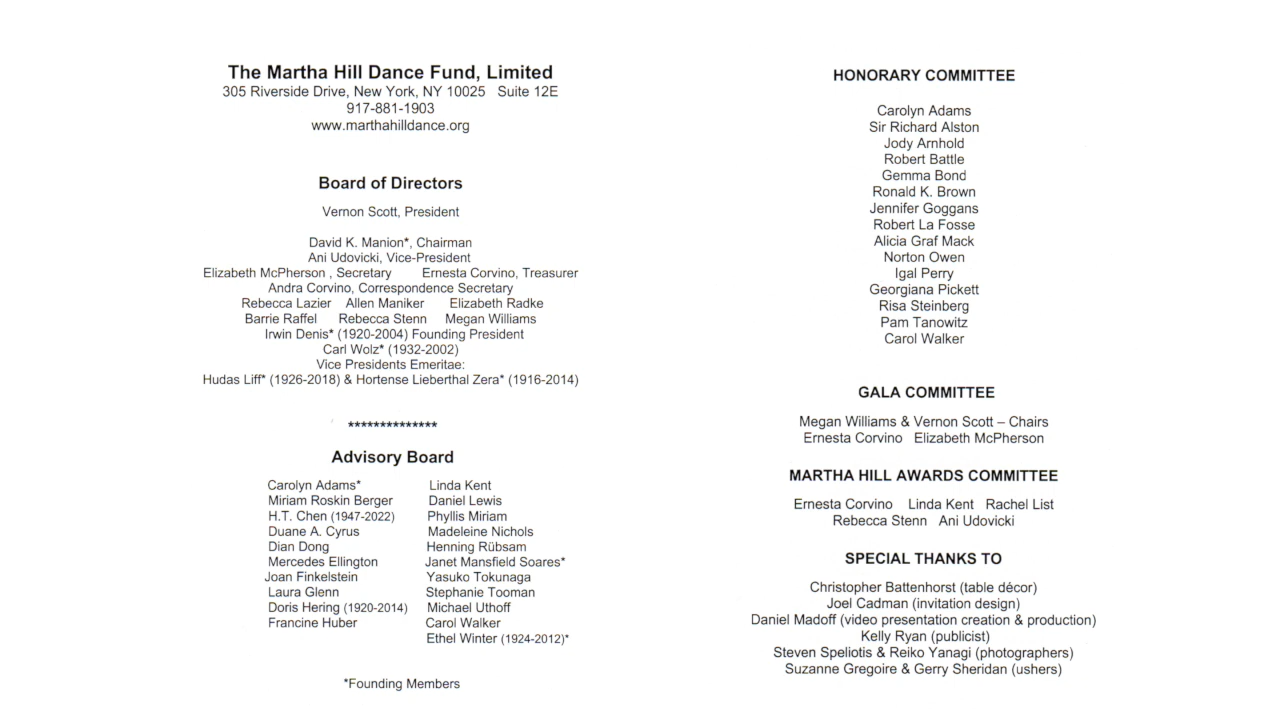 The Martha Hill Dance Fund, Limited
305 Riverside Drive, New York, NY 10025 Suite 12E
917-881-1903
www.marthahilldance.org
Board of Directors
Vernon Scott, President
David K. Manion*, Chairman
Ani Udovicki, Vice-President
Elizabeth McPherson , Secretary Ernesta Corvino, Treasurer
Andra Corvino, Correspondence Secretary
Rebecca Lazier Allen Maniker Elizabeth Radke
Barrie Raffel Rebecca Stenn Megan Williams
Irwin Denis* (1920-2004) Founding President
Carl Wolz* (1932-2002)
Vice Presidents Emeritae:
Hudas Liff* (1926-2018) & Hortense Lieberthal Zera* (1916-2014)
**************
Advisory Board
Carolyn Adams* Linda Kent
Miriam Roskin Berger Daniel Lewis
H.T. Chen (1947-2022) Phyllis Miriam
Duane A. Cyrus Madeleine Nichols
Dian Dong Henning Rübsam
Mercedes Ellington Janet Mansfield Soares*
Joan Finkelstein Yasuko Tokunaga
Laura Glenn Stephanie Tooman
Doris Hering (1920-2014) Michael Uthoff
Francine Huber Carol Walker
Ethel Winter (1924-2012)*
*Founding Members
HONORARY COMMITTEE
Carolyn Adams
Sir Richard Alston
Jody Arnhold
Robert Battle
Gemma Bond
Ronald K. Brown
Jennifer Goggans
Robert La Fosse
Alicia Graf Mack
Norton Owen
Igal Perry
Georgiana Pickett
Risa Steinberg
Pam Tanowitz
Carol Walker
GALA COMMITTEE
Megan Williams & Vernon Scott – Chairs
Ernesta Corvino Elizabeth McPherson
MARTHA HILL AWARDS COMMITTEE
Ernesta Corvino Linda Kent Rachel List
Rebecca Stenn Ani Udovicki
SPECIAL THANKS TO
Christopher Battenhorst (table décor)
Joel Cadman (invitation design)
Daniel Madoff (video presentation creation & production)
Kelly Ryan (publicist)
Steven Speliotis & Reiko Yanagi (photographers)
Suzanne Gregoire & Gerry Sheridan (ushers)